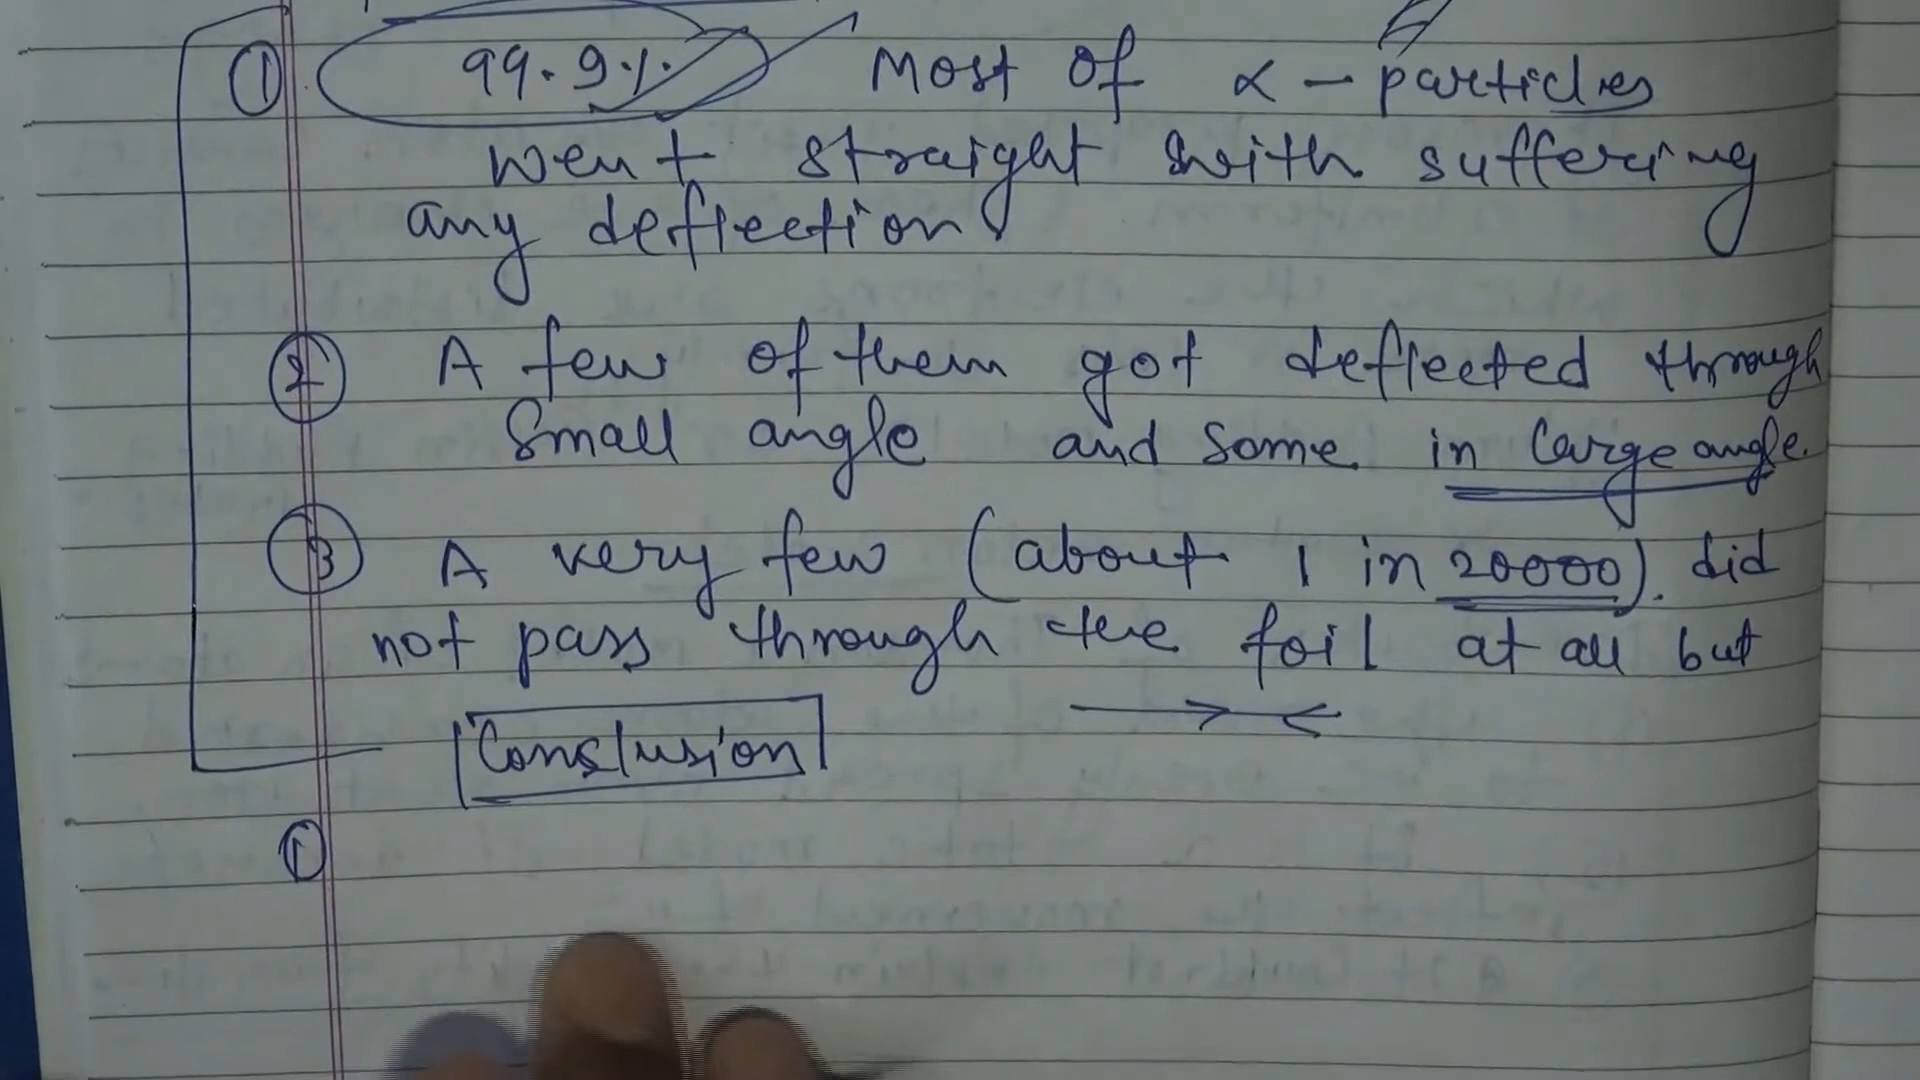 ① 99.9% Most of α - particles
went straight with suffering
any deflection
② A few of them got deflected through
Small angle and some in large angle.
③ A very few (about 1 in 20000). did
not pass through the foil at all but
Conslusion
①